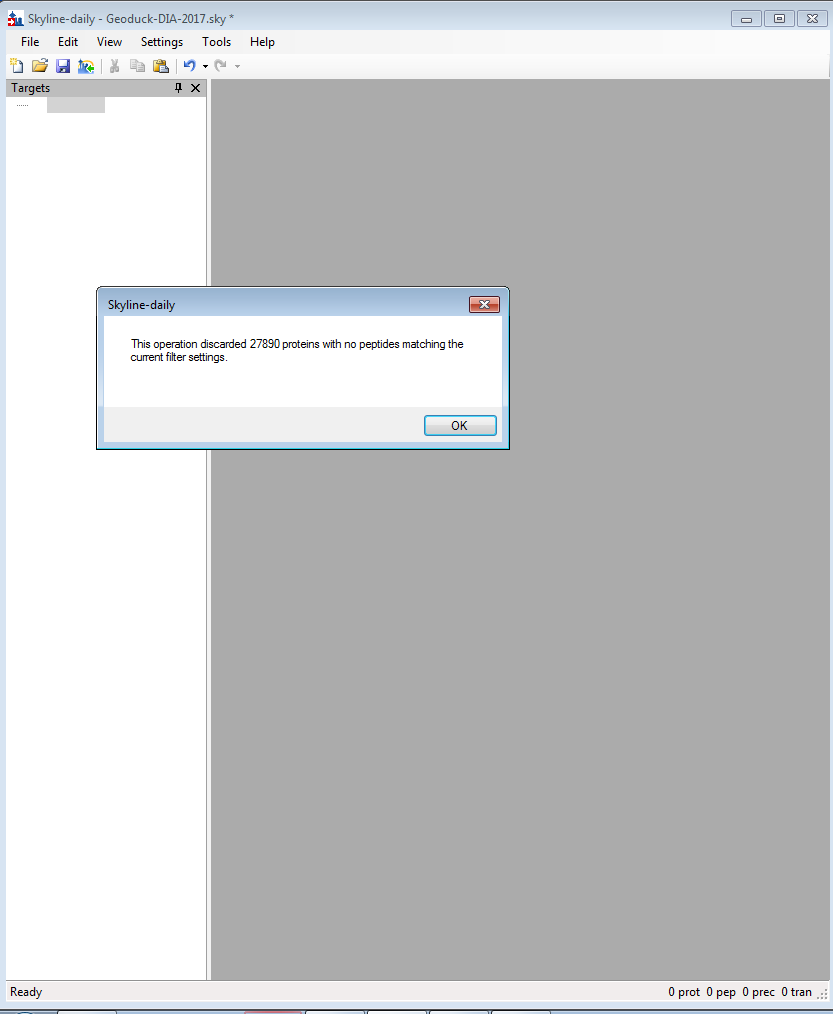 Skyline-daily - Geoduck-DIA-2017.sky *
File Edit View Settings Tools Help
Targets
Skyline-daily
This operation discarded 27890 proteins with no peptides matching the
current filter settings.
OK
Ready 0 prot 0 pep 0 prec 0 tran